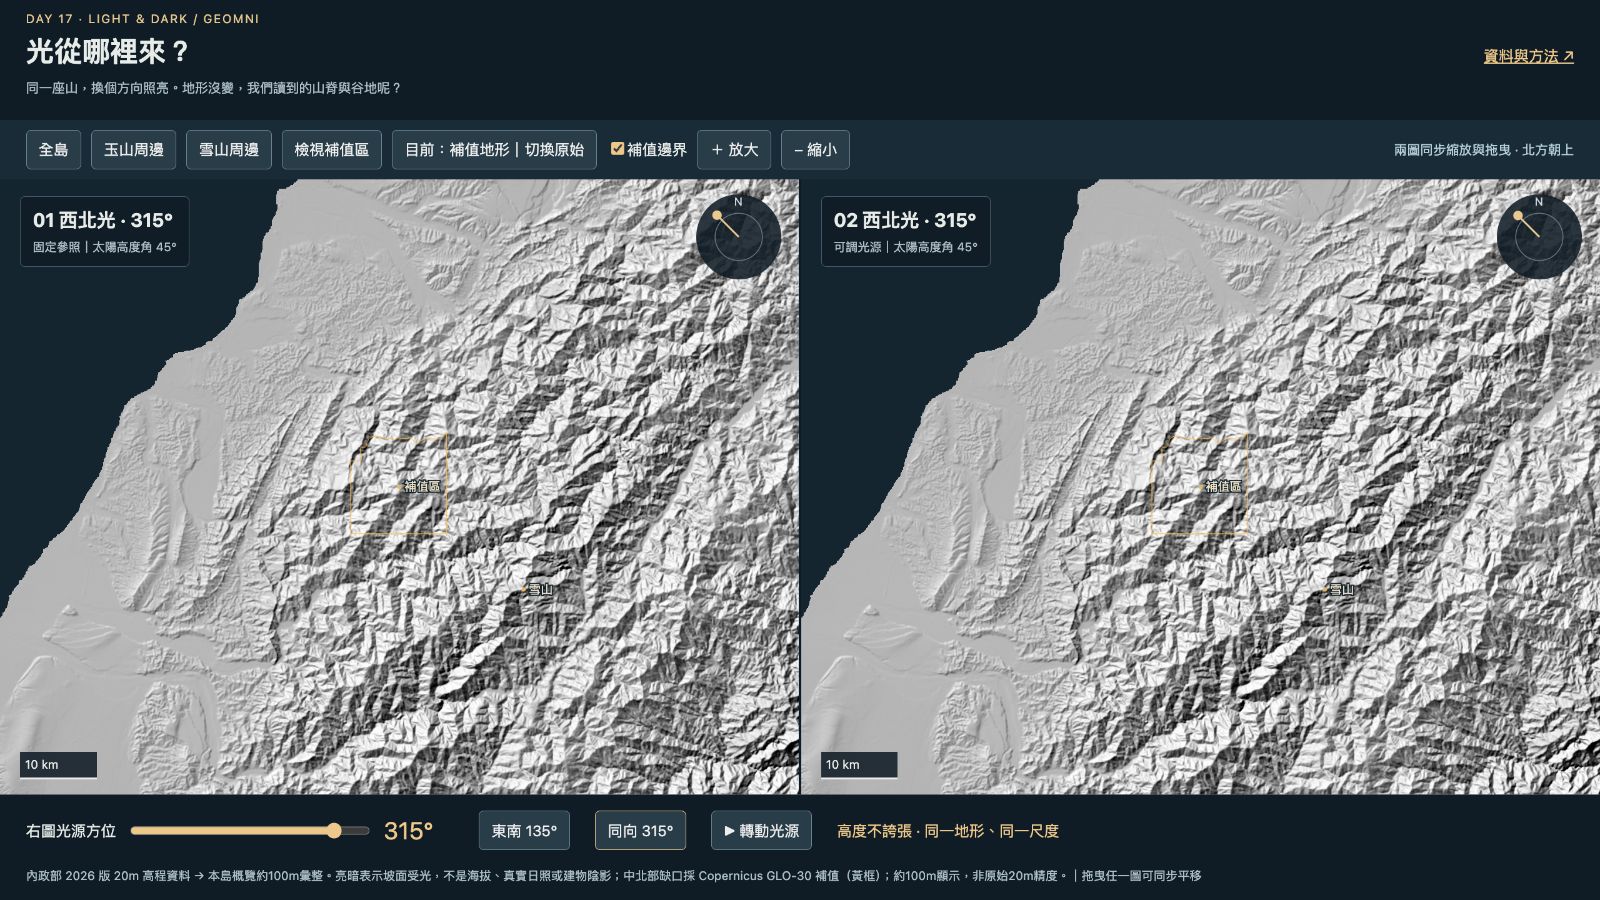 DAY 17 · LIGHT & DARK / GEOMNI
光從哪裡來？
同一座山，換個方向照亮。地形沒變，我們讀到的山脊與谷地呢？
資料與方法 ↗
全島
玉山周邊
雪山周邊
檢視補值區
目前：補值地形｜切換原始
補值邊界
＋ 放大
− 縮小
兩圖同步縮放與拖曳 · 北方朝上
01 西北光 · 315°
固定參照｜太陽高度角 45°
N
補值區
雪山
10 km
02 西北光 · 315°
可調光源｜太陽高度角 45°
N
補值區
雪山
10 km
右圖光源方位
315°
東南 135°
同向 315°
▶ 轉動光源
高度不誇張 · 同一地形、同一尺度
內政部 2026 版 20m 高程資料 → 本島概覽約100m彙整。亮暗表示坡面受光，不是海拔、真實日照或建物陰影；中北部缺口採 Copernicus GLO-30 補值（黃框）；約100m顯示，非原始20m精度。｜拖曳任一圖可同步平移